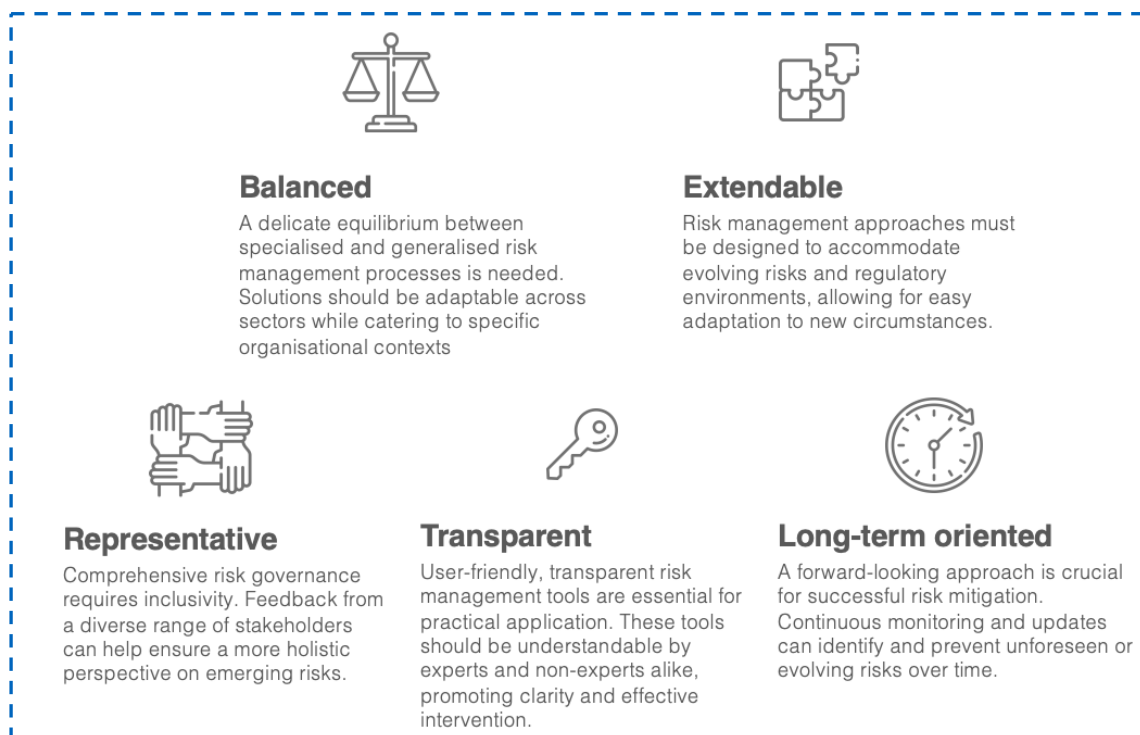 Balanced
A delicate equilibrium between
specialised and generalised risk
management processes is needed.
Solutions should be adaptable across
sectors while catering to specific
organisational contexts
Extendable
Risk management approaches must
be designed to accommodate
evolving risks and regulatory
environments, allowing for easy
adaptation to new circumstances.
Representative
Comprehensive risk governance
requires inclusivity. Feedback from
a diverse range of stakeholders
can help ensure a more holistic
perspective on emerging risks.
Transparent
User-friendly, transparent risk
management tools are essential for
practical application. These tools
should be understandable by
experts and non-experts alike,
promoting clarity and effective
intervention.
Long-term oriented
A forward-looking approach is crucial
for successful risk mitigation.
Continuous monitoring and updates
can identify and prevent unforeseen or
evolving risks over time.